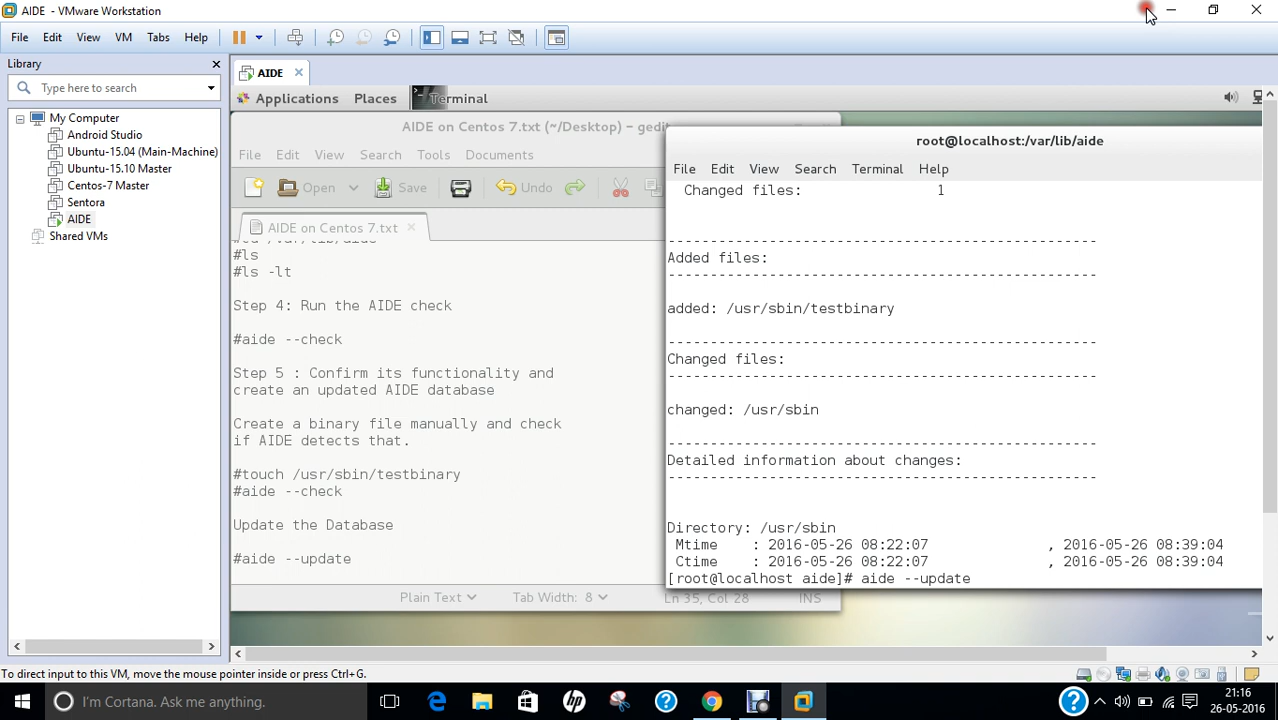 AIDE - VMware Workstation
File Edit View VM Tabs Help
Library
Type here to search
My Computer
Android Studio
Ubuntu-15.04 (Main-Machine)
Ubuntu-15.10 Master
Centos-7 Master
Sentora
AIDE
Shared VMs
AIDE
Applications Places Terminal
AIDE on Centos 7.txt (~/Desktop) – gedit
File Edit View Search Tools Documents
Open Save Undo
AIDE on Centos 7.txt
#cd /var/lib/aide
#ls
#ls -lt
Step 4: Run the AIDE check
#aide --check
Step 5 : Confirm its functionality and
create an updated AIDE database
Create a binary file manually and check
if AIDE detects that.
#touch /usr/sbin/testbinary
#aide --check
Update the Database
#aide --update
Plain Text Tab Width: 8 Ln 35, Col 28 INS
root@localhost:/var/lib/aide
File Edit View Search Terminal Help
Changed files: 1
---------------------------------------------------
Added files:
---------------------------------------------------
added: /usr/sbin/testbinary
---------------------------------------------------
Changed files:
---------------------------------------------------
changed: /usr/sbin
---------------------------------------------------
Detailed information about changes:
---------------------------------------------------
Directory: /usr/sbin
Mtime : 2016-05-26 08:22:07 , 2016-05-26 08:39:04
Ctime : 2016-05-26 08:22:07 , 2016-05-26 08:39:04
[root@localhost aide]# aide --update
To direct input to this VM, move the mouse pointer inside or press Ctrl+G.
I'm Cortana. Ask me anything.
21:16
26-05-2016